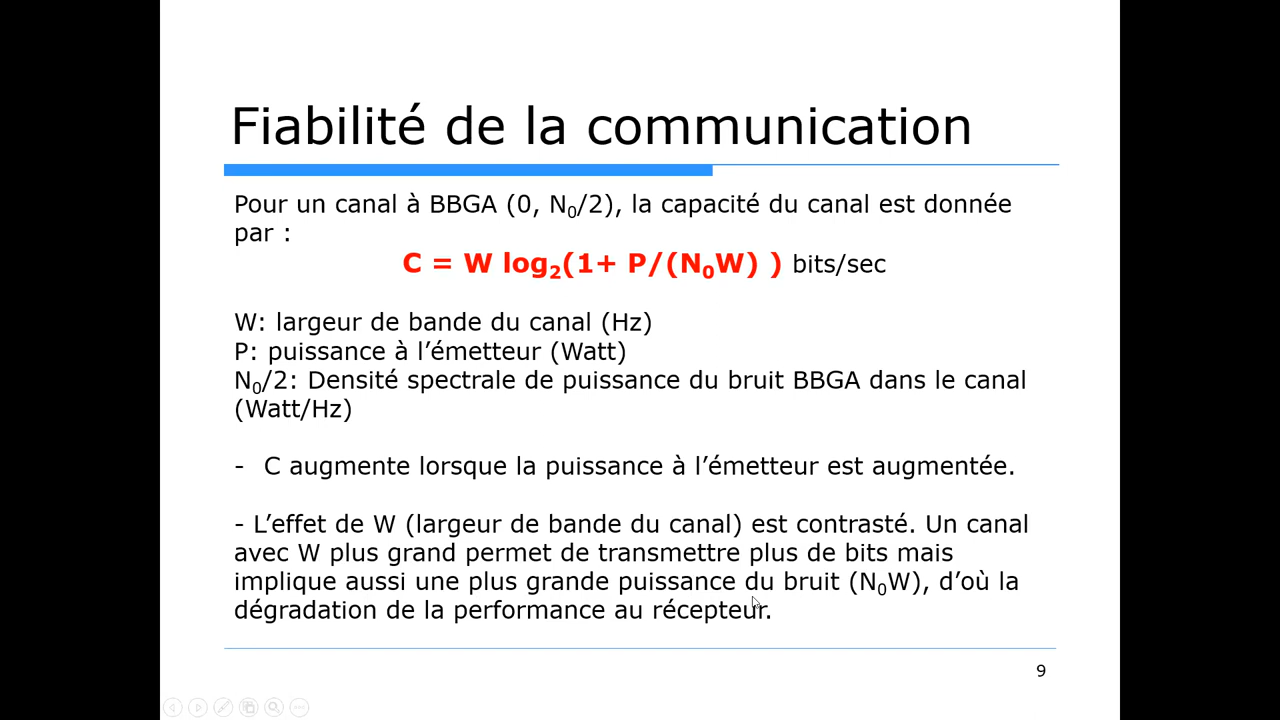 Fiabilité de la communication
Pour un canal à BBGA (0, N₀/2), la capacité du canal est donnée
par :
C = W log₂(1+ P/(N₀W) ) bits/sec
W: largeur de bande du canal (Hz)
P: puissance à l’émetteur (Watt)
N₀/2: Densité spectrale de puissance du bruit BBGA dans le canal
(Watt/Hz)
- C augmente lorsque la puissance à l’émetteur est augmentée.
- L’effet de W (largeur de bande du canal) est contrasté. Un canal
avec W plus grand permet de transmettre plus de bits mais
implique aussi une plus grande puissance du bruit (N₀W), d’où la
dégradation de la performance au récepteur.
9